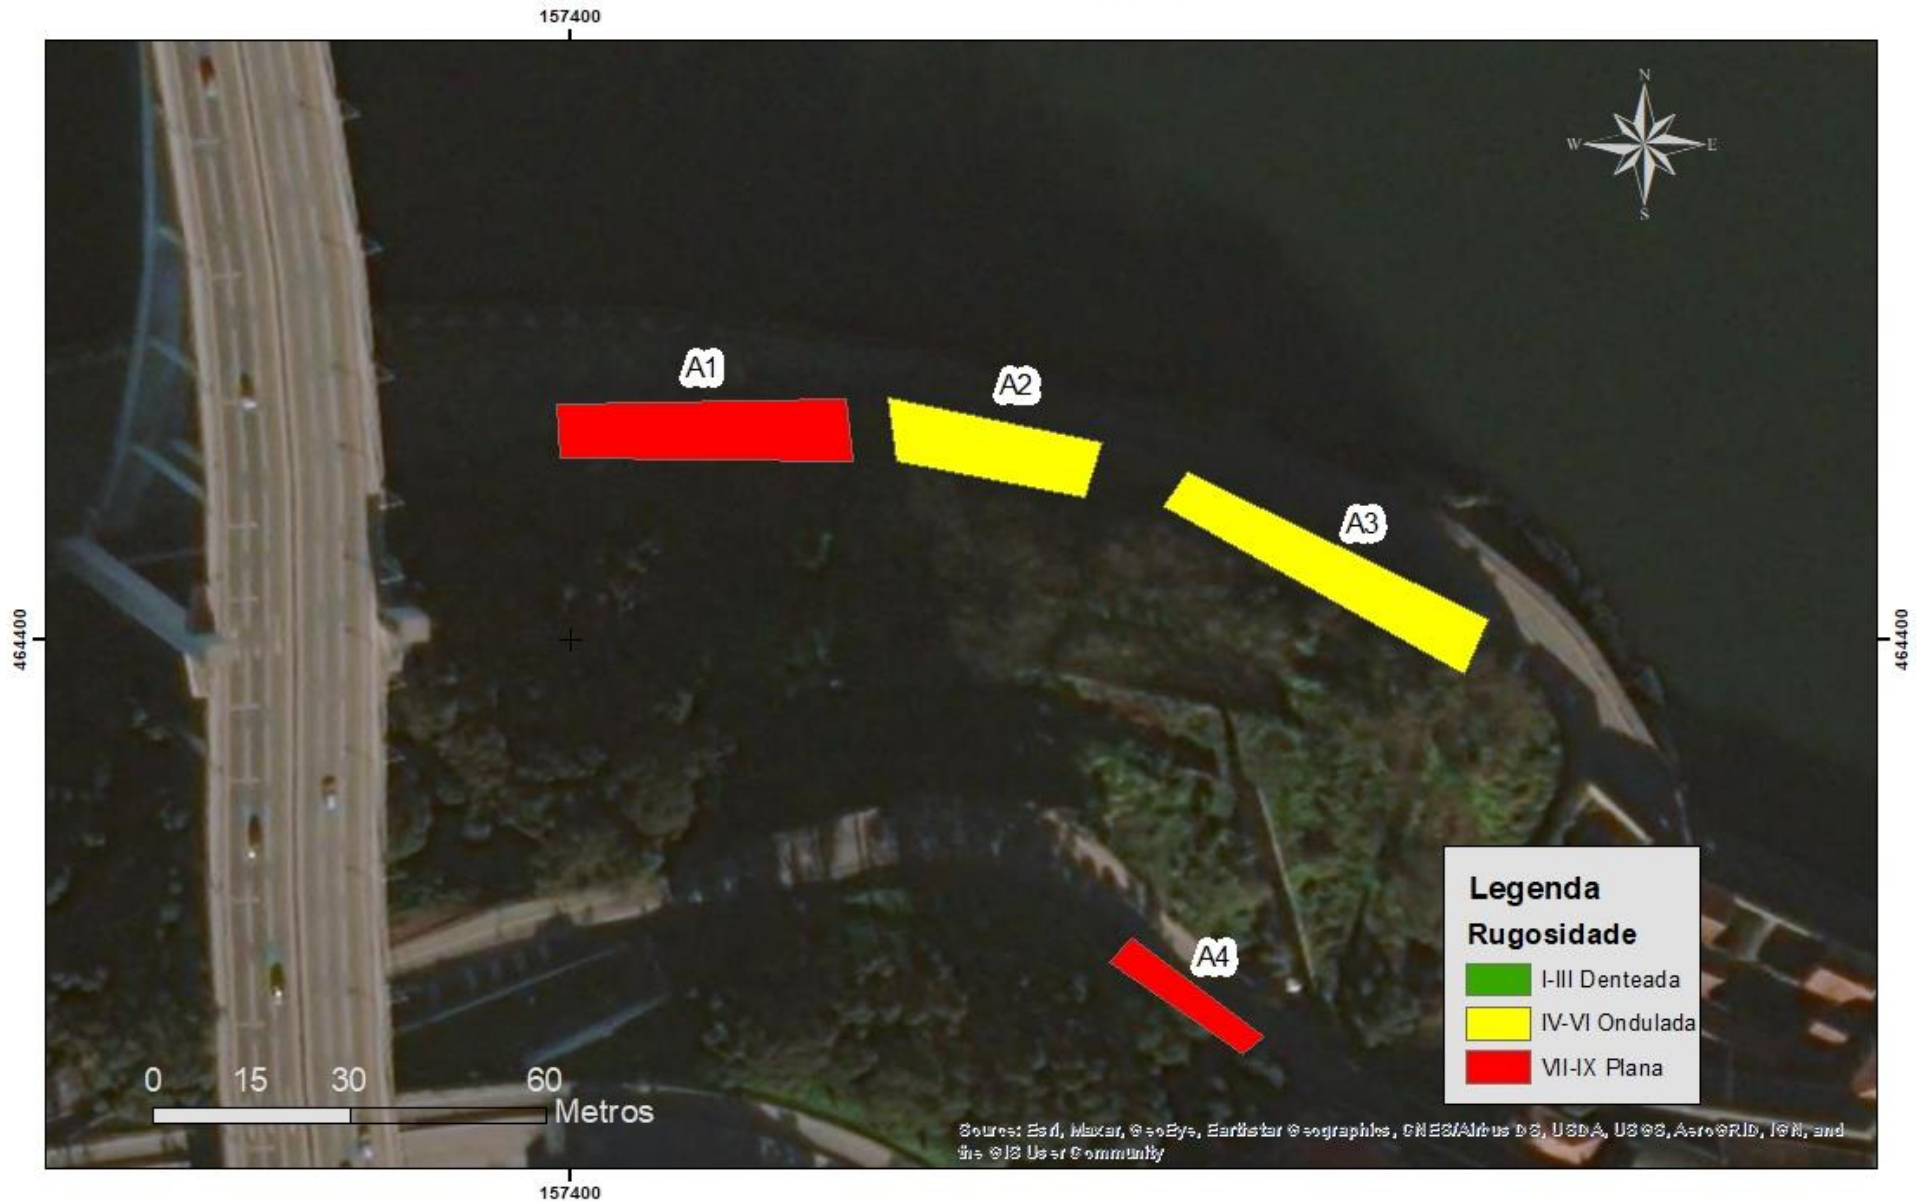 157400
N
W E
S
A1
A2
A3
464400
464400
A4
Legenda
Rugosidade
I-III Denteada
IV-VI Ondulada
VII-IX Plana
0 15 30 60
Metros
Source: Esri, Maxar, GeoEye, Earthstar Geographics, CNES/Airbus DS, USDA, USGS, AeroGRID, IGN, and
the GIS User Community
157400